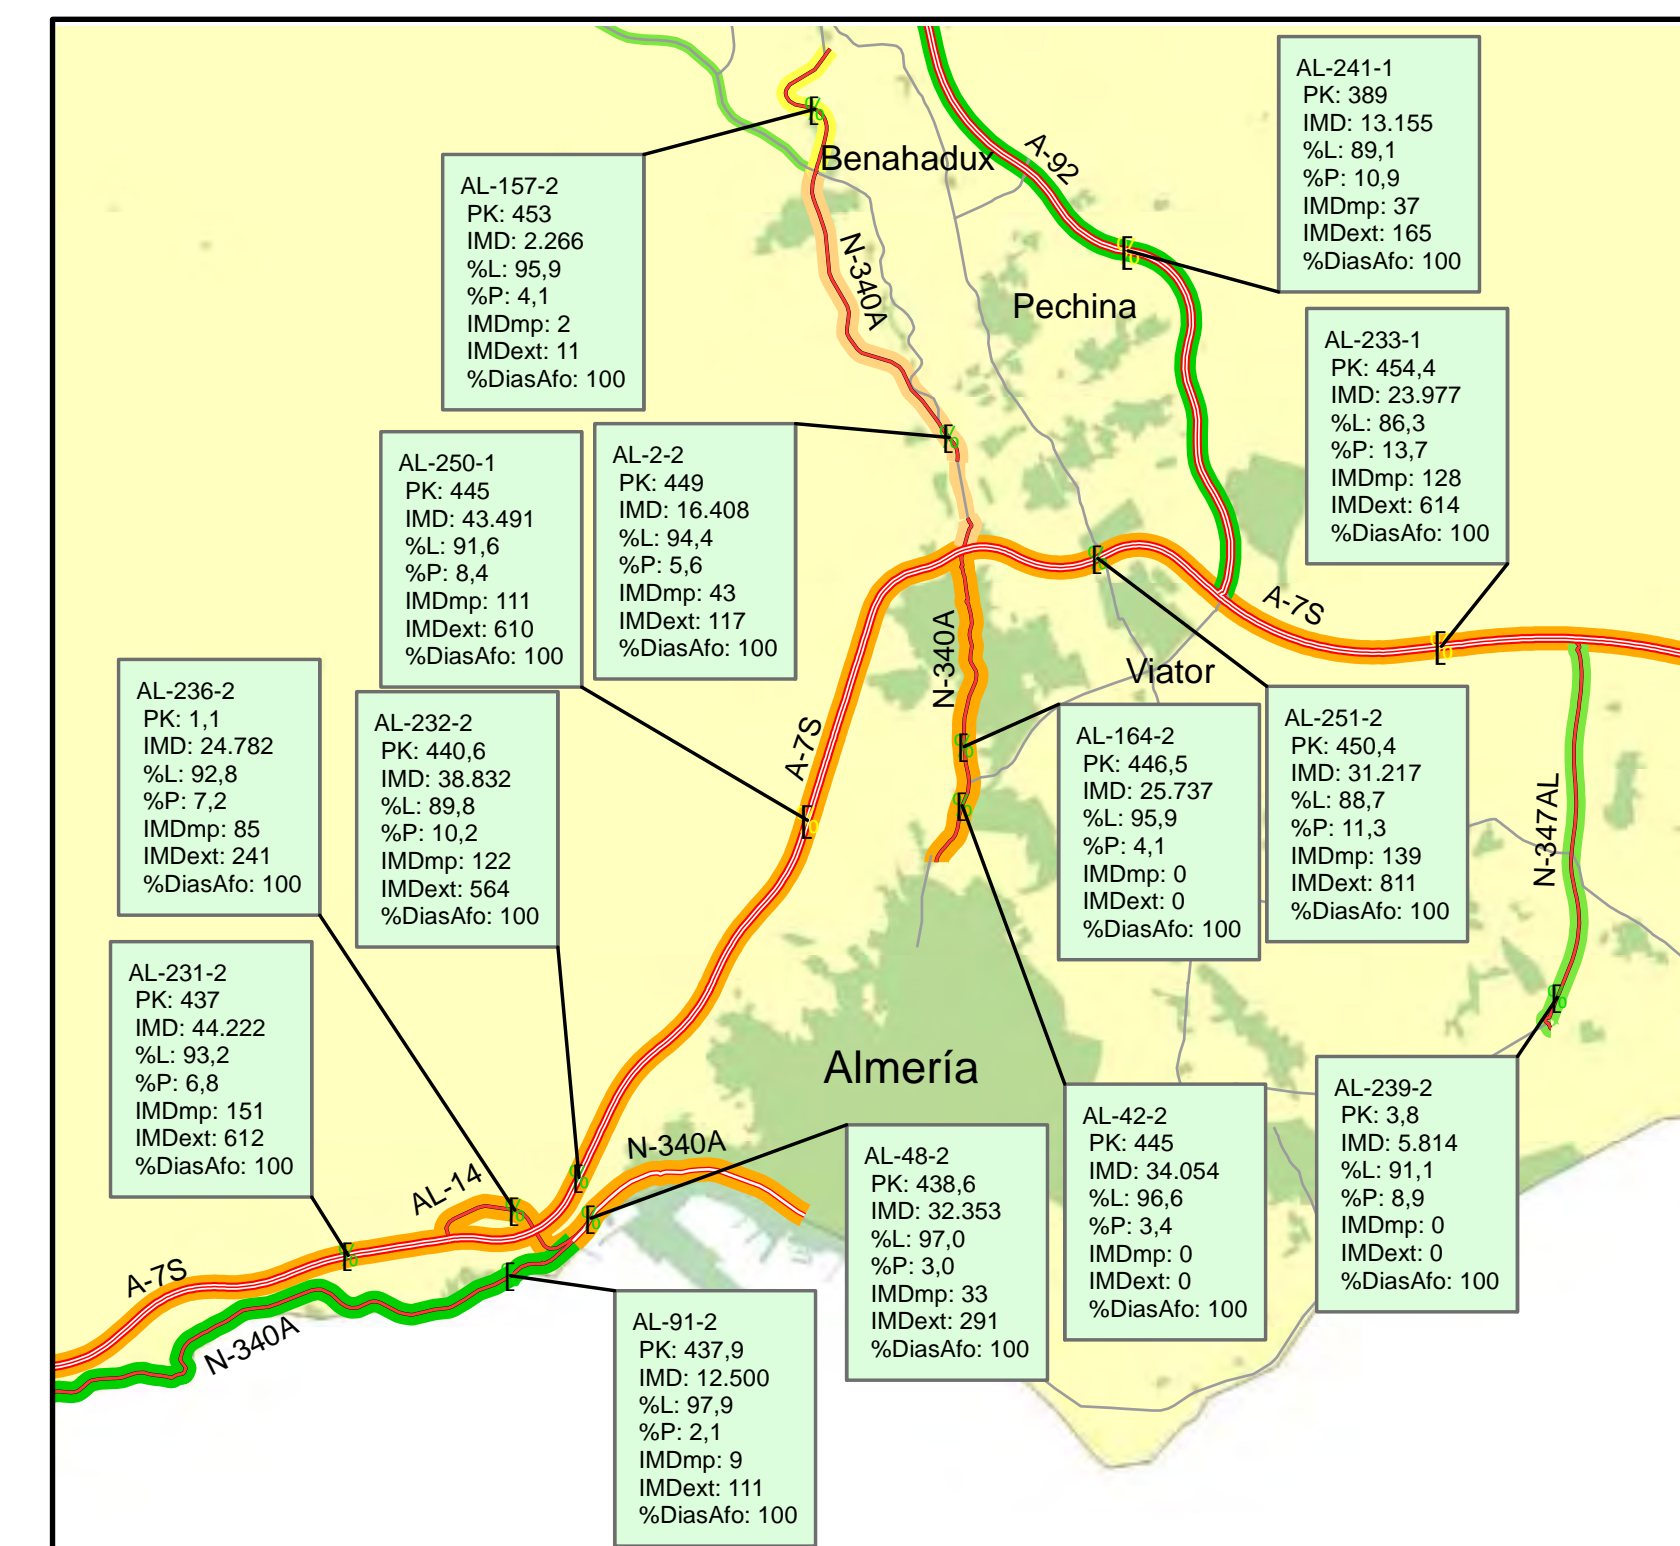 AL-241-1
PK: 389
IMD: 13.155
%L: 89,1
%P: 10,9
IMDmp: 37
IMDext: 165
%DiasAfo: 100
A-92
Benahadux
AL-157-2
PK: 453
IMD: 2.266
%L: 95,9
%P: 4,1
IMDmp: 2
IMDext: 11
%DiasAfo: 100
N-340A
Pechina
AL-233-1
PK: 454,4
IMD: 23.977
%L: 86,3
%P: 13,7
IMDmp: 128
IMDext: 614
%DiasAfo: 100
AL-250-1
PK: 445
IMD: 43.491
%L: 91,6
%P: 8,4
IMDmp: 111
IMDext: 610
%DiasAfo: 100
AL-2-2
PK: 449
IMD: 16.408
%L: 94,4
%P: 5,6
IMDmp: 43
IMDext: 117
%DiasAfo: 100
A-7S
N-340A
Viator
AL-236-2
PK: 1,1
IMD: 24.782
%L: 92,8
%P: 7,2
IMDmp: 85
IMDext: 241
%DiasAfo: 100
AL-232-2
PK: 440,6
IMD: 38.832
%L: 89,8
%P: 10,2
IMDmp: 122
IMDext: 564
%DiasAfo: 100
A-7S
AL-164-2
PK: 446,5
IMD: 25.737
%L: 95,9
%P: 4,1
IMDmp: 0
IMDext: 0
%DiasAfo: 100
AL-251-2
PK: 450,4
IMD: 31.217
%L: 88,7
%P: 11,3
IMDmp: 139
IMDext: 811
%DiasAfo: 100
N-347AL
AL-231-2
PK: 437
IMD: 44.222
%L: 93,2
%P: 6,8
IMDmp: 151
IMDext: 612
%DiasAfo: 100
Almería
AL-14
N-340A
AL-48-2
PK: 438,6
IMD: 32.353
%L: 97,0
%P: 3,0
IMDmp: 33
IMDext: 291
%DiasAfo: 100
AL-42-2
PK: 445
IMD: 34.054
%L: 96,6
%P: 3,4
IMDmp: 0
IMDext: 0
%DiasAfo: 100
AL-239-2
PK: 3,8
IMD: 5.814
%L: 91,1
%P: 8,9
IMDmp: 0
IMDext: 0
%DiasAfo: 100
A-7S
N-340A
AL-91-2
PK: 437,9
IMD: 12.500
%L: 97,9
%P: 2,1
IMDmp: 9
IMDext: 111
%DiasAfo: 100